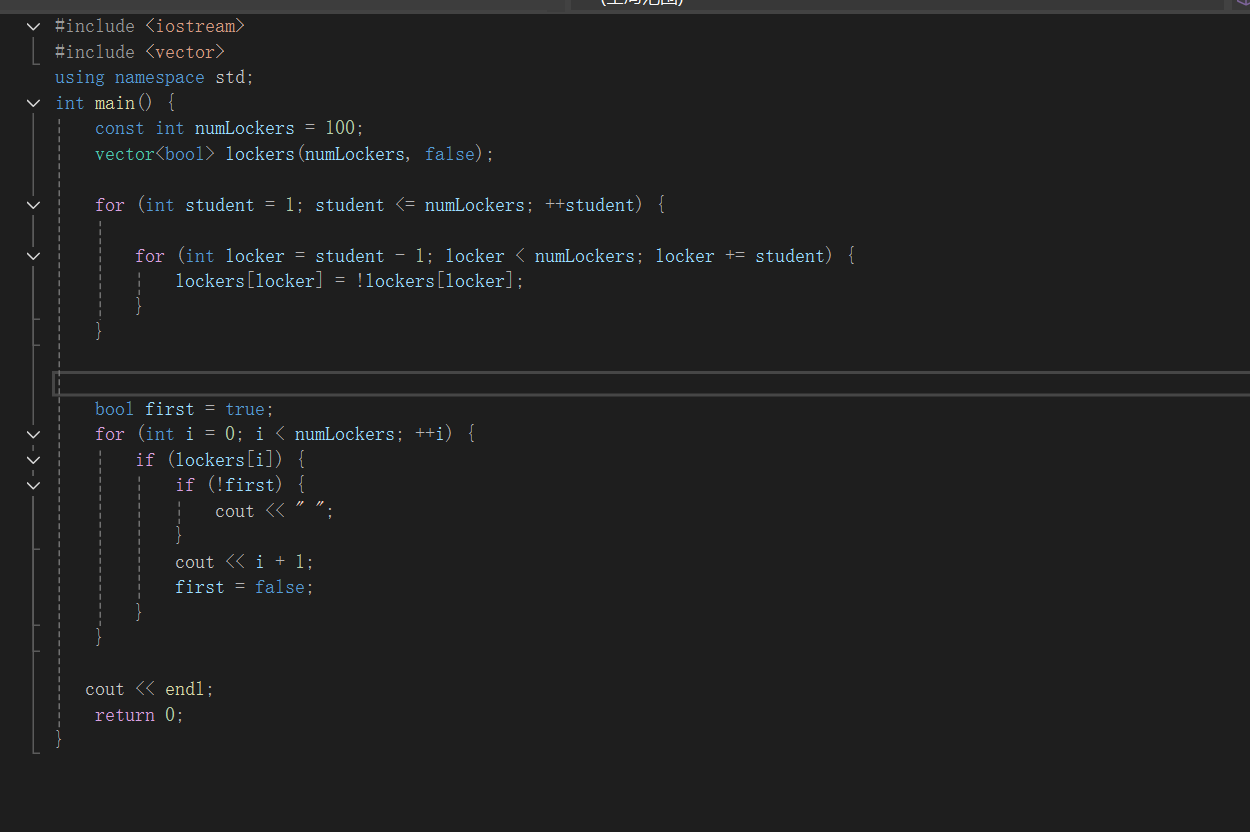 #include <iostream>
#include <vector>
using namespace std;
int main() {
    const int numLockers = 100;
    vector<bool> lockers(numLockers, false);
    for (int student = 1; student <= numLockers; ++student) {
        for (int locker = student - 1; locker < numLockers; locker += student) {
            lockers[locker] = !lockers[locker];
        }
    }
    bool first = true;
    for (int i = 0; i < numLockers; ++i) {
        if (lockers[i]) {
            if (!first) {
                cout << " ";
            }
            cout << i + 1;
            first = false;
        }
    }
   cout << endl;
    return 0;
}